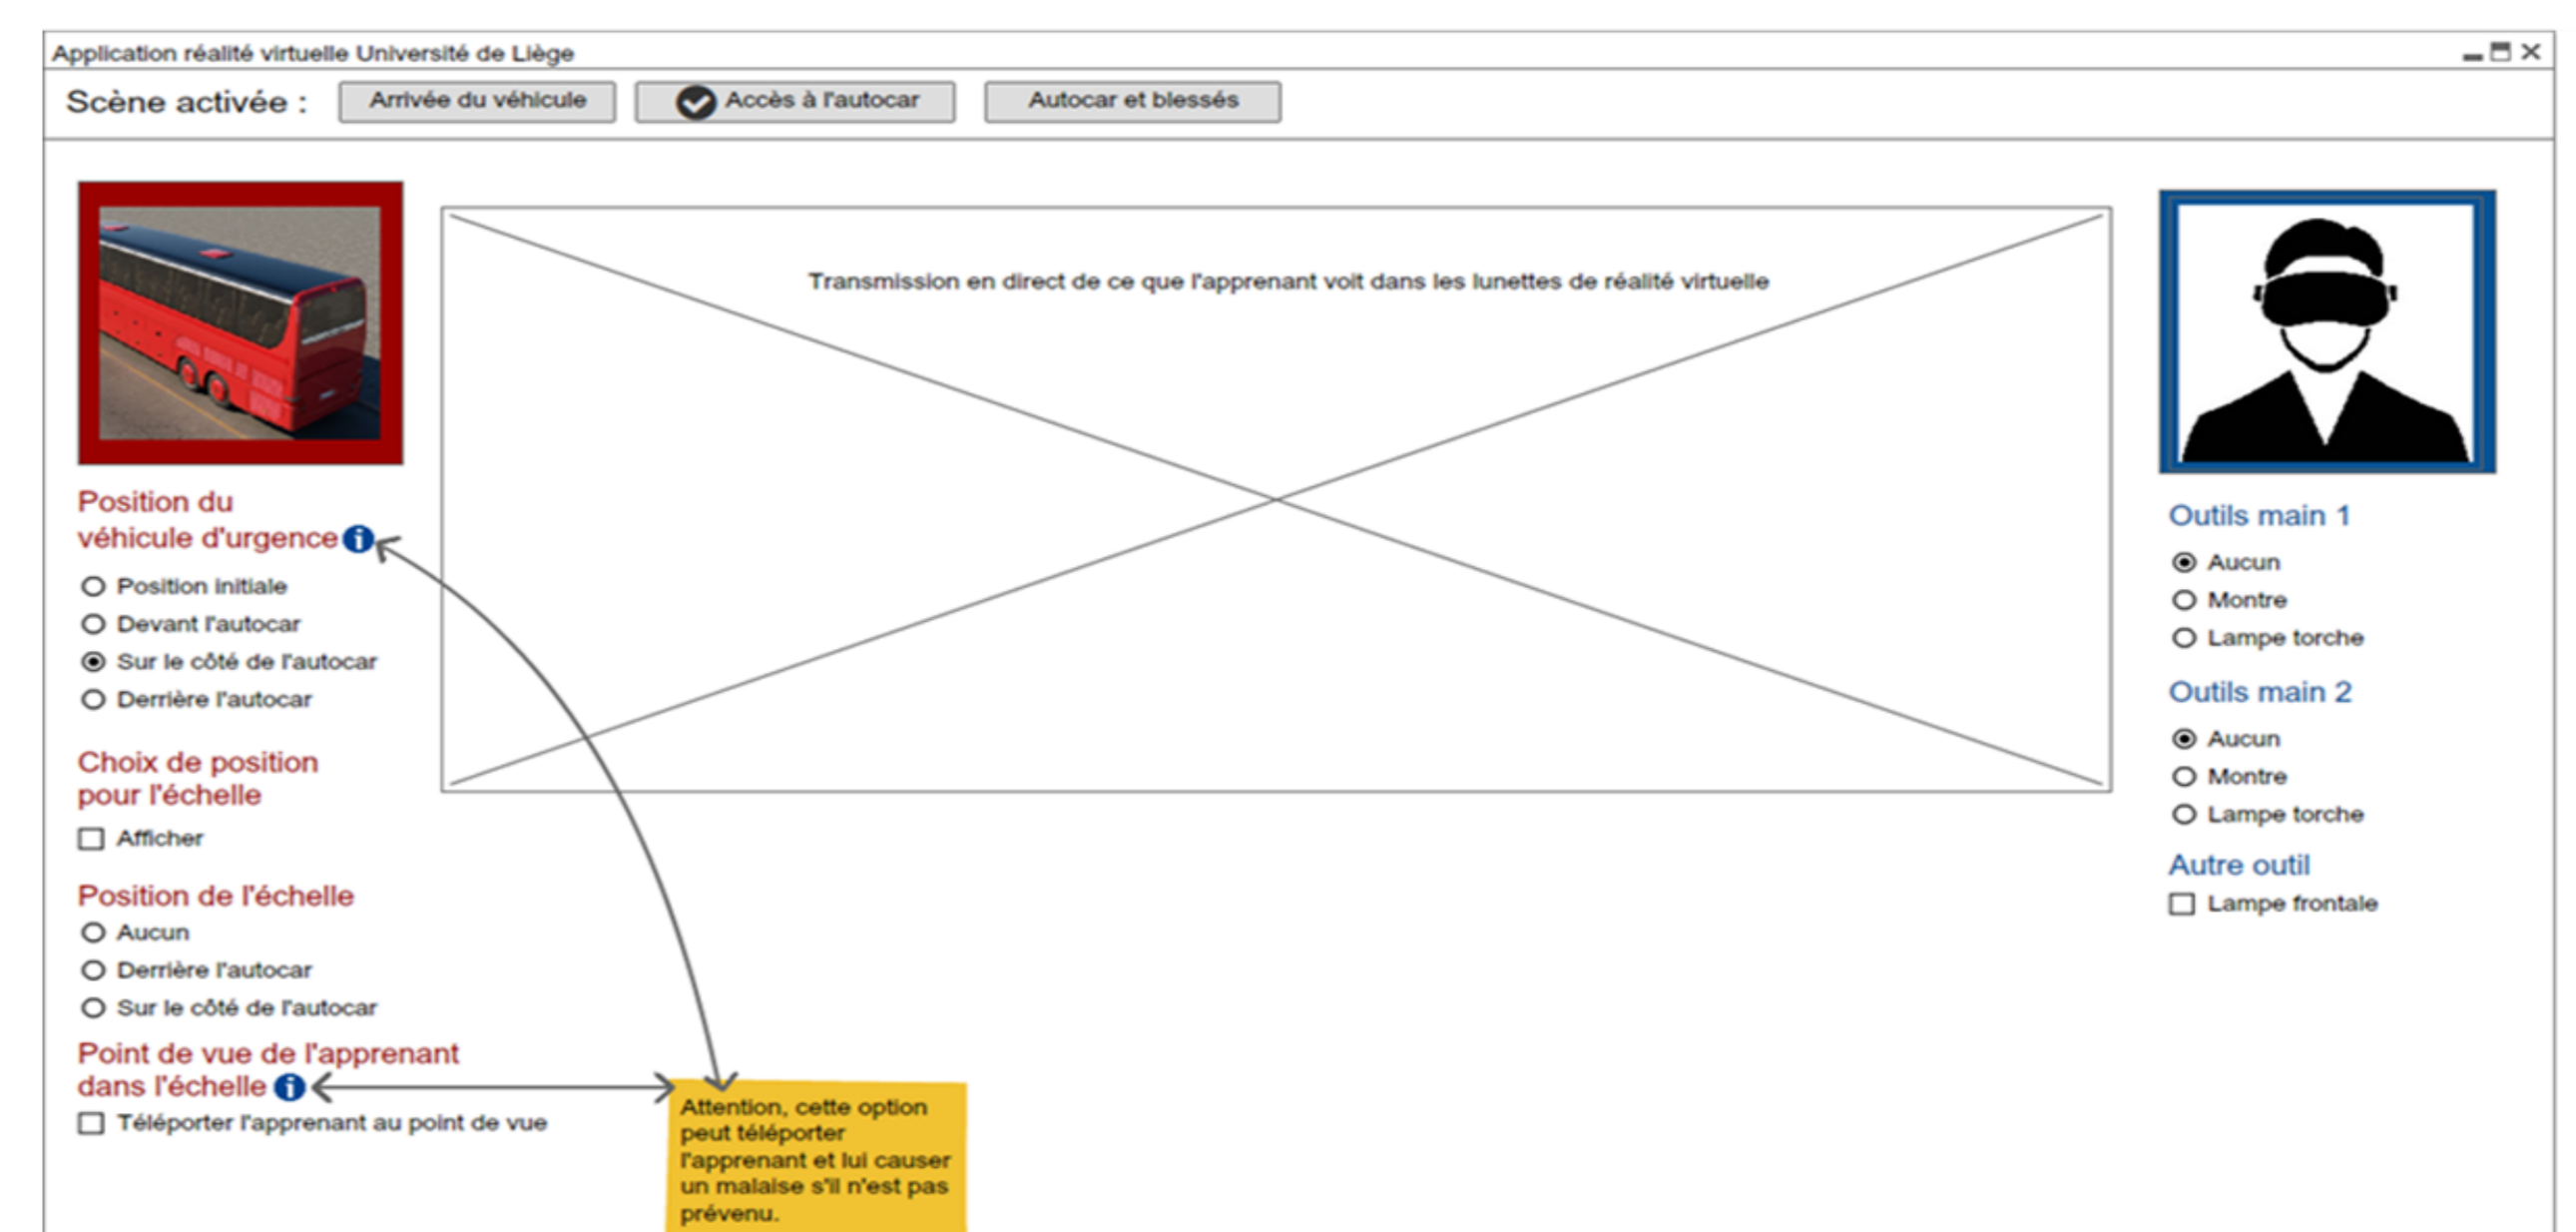 Application réalité virtuelle Université de Liège
Scène activée :
Arrivée du véhicule
Accès à l'autocar
Autocar et blessés
Transmission en direct de ce que l'apprenant voit dans les lunettes de réalité virtuelle
Position du
véhicule d'urgence
Position initiale
Devant l'autocar
Sur le côté de l'autocar
Derrière l'autocar
Choix de position
pour l'échelle
Afficher
Position de l'échelle
Aucun
Derrière l'autocar
Sur le côté de l'autocar
Point de vue de l'apprenant
dans l'échelle
Téléporter l'apprenant au point de vue
Attention, cette option
peut téléporter
l'apprenant et lui causer
un malaise s'il n'est pas
prévenu.
Outils main 1
Aucun
Montre
Lampe torche
Outils main 2
Aucun
Montre
Lampe torche
Autre outil
Lampe frontale